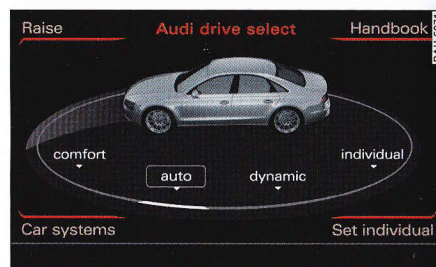 Raise Audi drive select Handbook
comfort
auto
dynamic
individual
Car systems Set individual